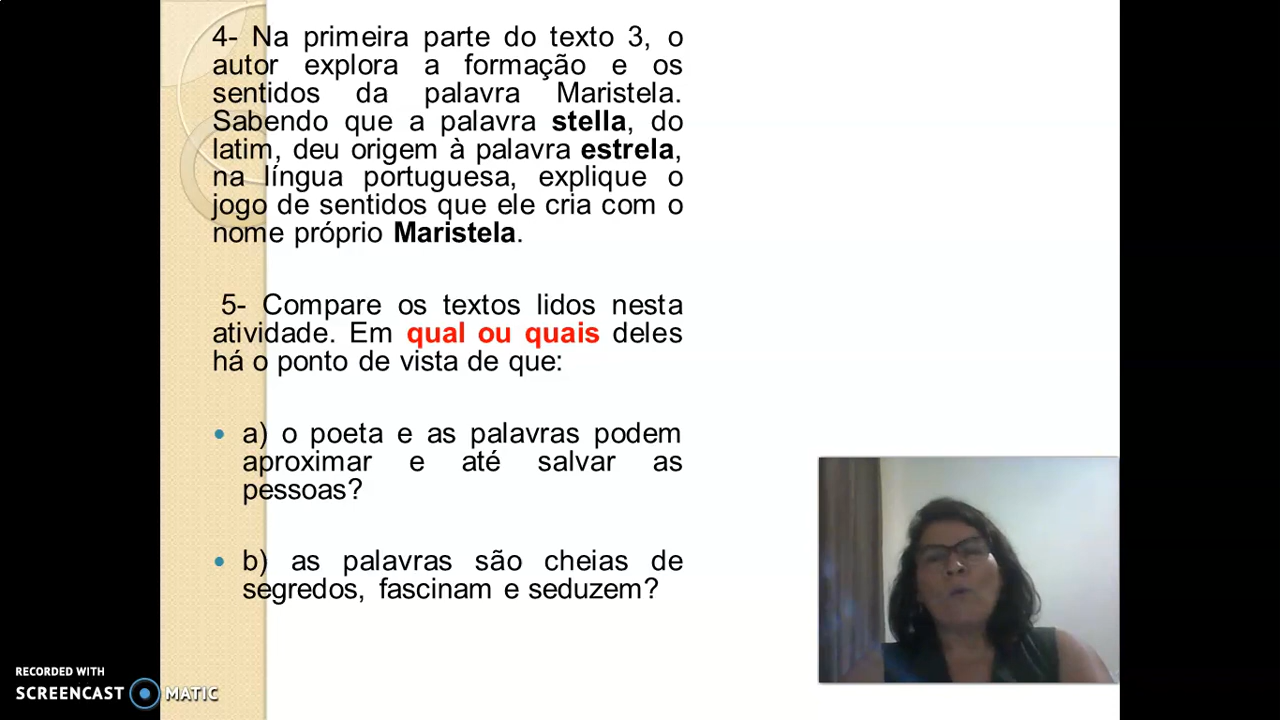 4- Na primeira parte do texto 3, o
autor explora a formação e os
sentidos da palavra Maristela.
Sabendo que a palavra stella, do
latim, deu origem à palavra estrela,
na língua portuguesa, explique o
jogo de sentidos que ele cria com o
nome próprio Maristela.
5- Compare os textos lidos nesta
atividade. Em qual ou quais deles
há o ponto de vista de que:
a) o poeta e as palavras podem
aproximar e até salvar as
pessoas?
b) as palavras são cheias de
segredos, fascinam e seduzem?
RECORDED WITH
SCREENCAST MATIC